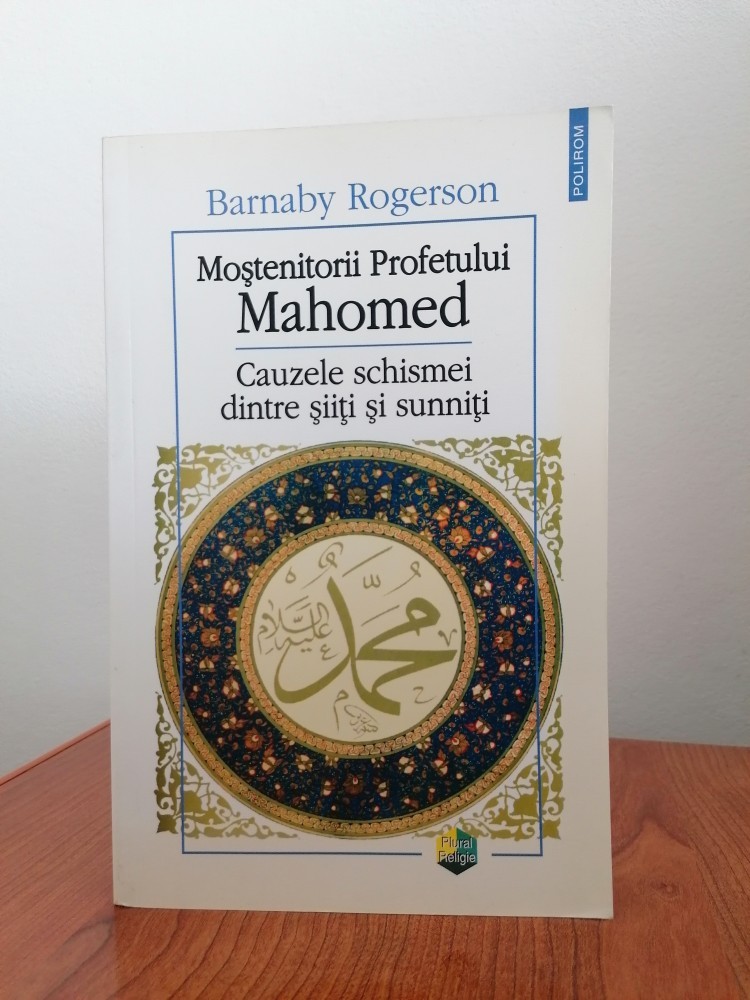 POLIROM
Barnaby Rogerson
Moştenitorii Profetului
Mahomed
Cauzele schismei
dintre şiiţi şi sunniţi
محمد
عليه السلام
Plural
Religie